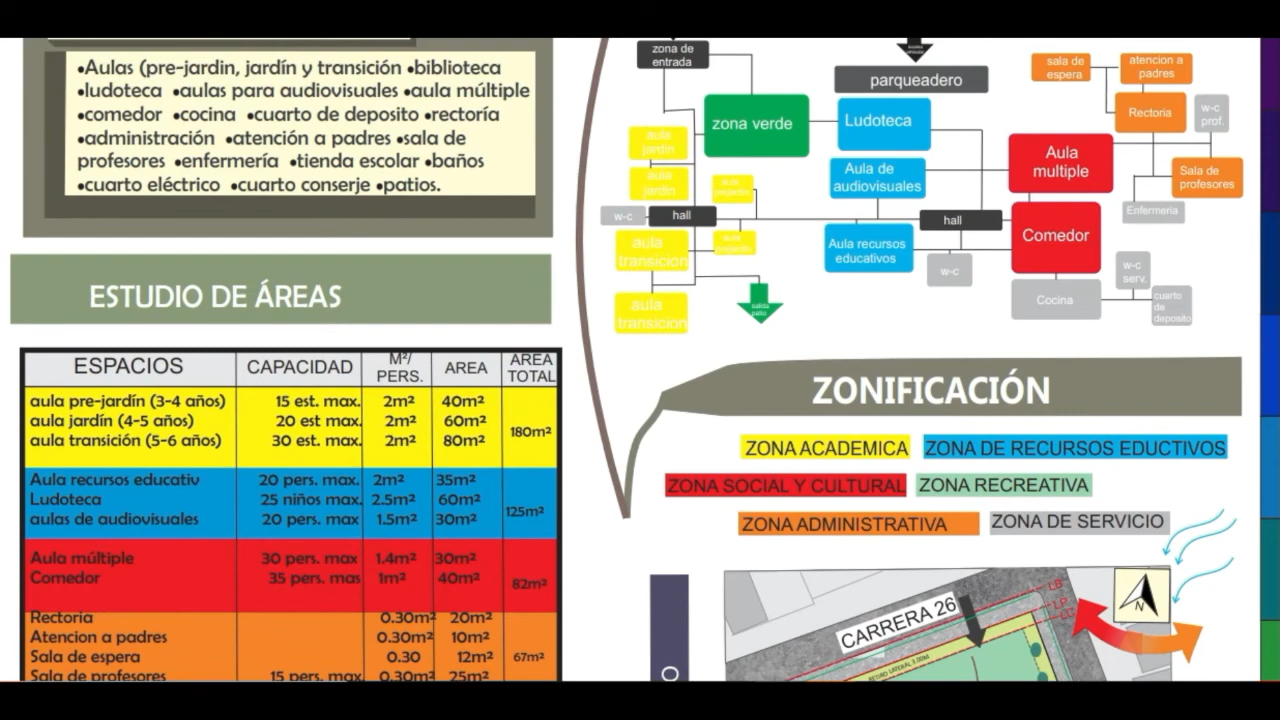 •Aulas (pre-jardin, jardín y transición •biblioteca
•ludoteca •aulas para audiovisuales •aula múltiple
•comedor •cocina •cuarto de deposito •rectoría
•administración •atención a padres •sala de
profesores •enfermería •tienda escolar •baños
•cuarto eléctrico •cuarto conserje •patios.
ESTUDIO DE ÁREAS
ESPACIOS CAPACIDAD M²/ PERS. AREA AREA TOTAL
aula pre-jardín (3-4 años) 15 est. max. 2m² 40m²
aula jardín (4-5 años) 20 est max. 2m² 60m²
aula transición (5-6 años) 30 est. max. 2m² 80m²
180m²
Aula recursos educativ 20 pers. max. 2m² 35m²
Ludoteca 25 niños max. 2.5m² 60m²
aulas de audiovisuales 20 pers. max 1.5m² 30m²
125m²
Aula múltiple 30 pers. max 1.4m² 30m²
Comedor 35 pers. mas 1m² 40m²
82m²
Rectoria 0.30m² 20m²
Atencion a padres 0.30m² 10m²
Sala de espera 0.30 12m²
67m²
Sala de profesores 15 pers. max. 0.30m² 25m²
zona de
entrada
parqueadero
zona verde
Ludoteca
aula
jardin
aula
jardin
Aula de
audiovisuales
aula
prejardin
w-c
hall
aula
transicion
aula
prejardin
Aula recursos
educativos
hall
w-c
aula
transicion
salida
patio
sala de
espera
atencion a
padres
Rectoria
w-c
prof.
Aula
multiple
Sala de
profesores
Enfermeria
Comedor
w-c
serv.
Cocina
cuarto
de
deposito
ZONIFICACIÓN
ZONA ACADEMICA
ZONA DE RECURSOS EDUCTIVOS
ZONA SOCIAL Y CULTURAL
ZONA RECREATIVA
ZONA ADMINISTRATIVA
ZONA DE SERVICIO
CARRERA 26
LB
LP
N
O